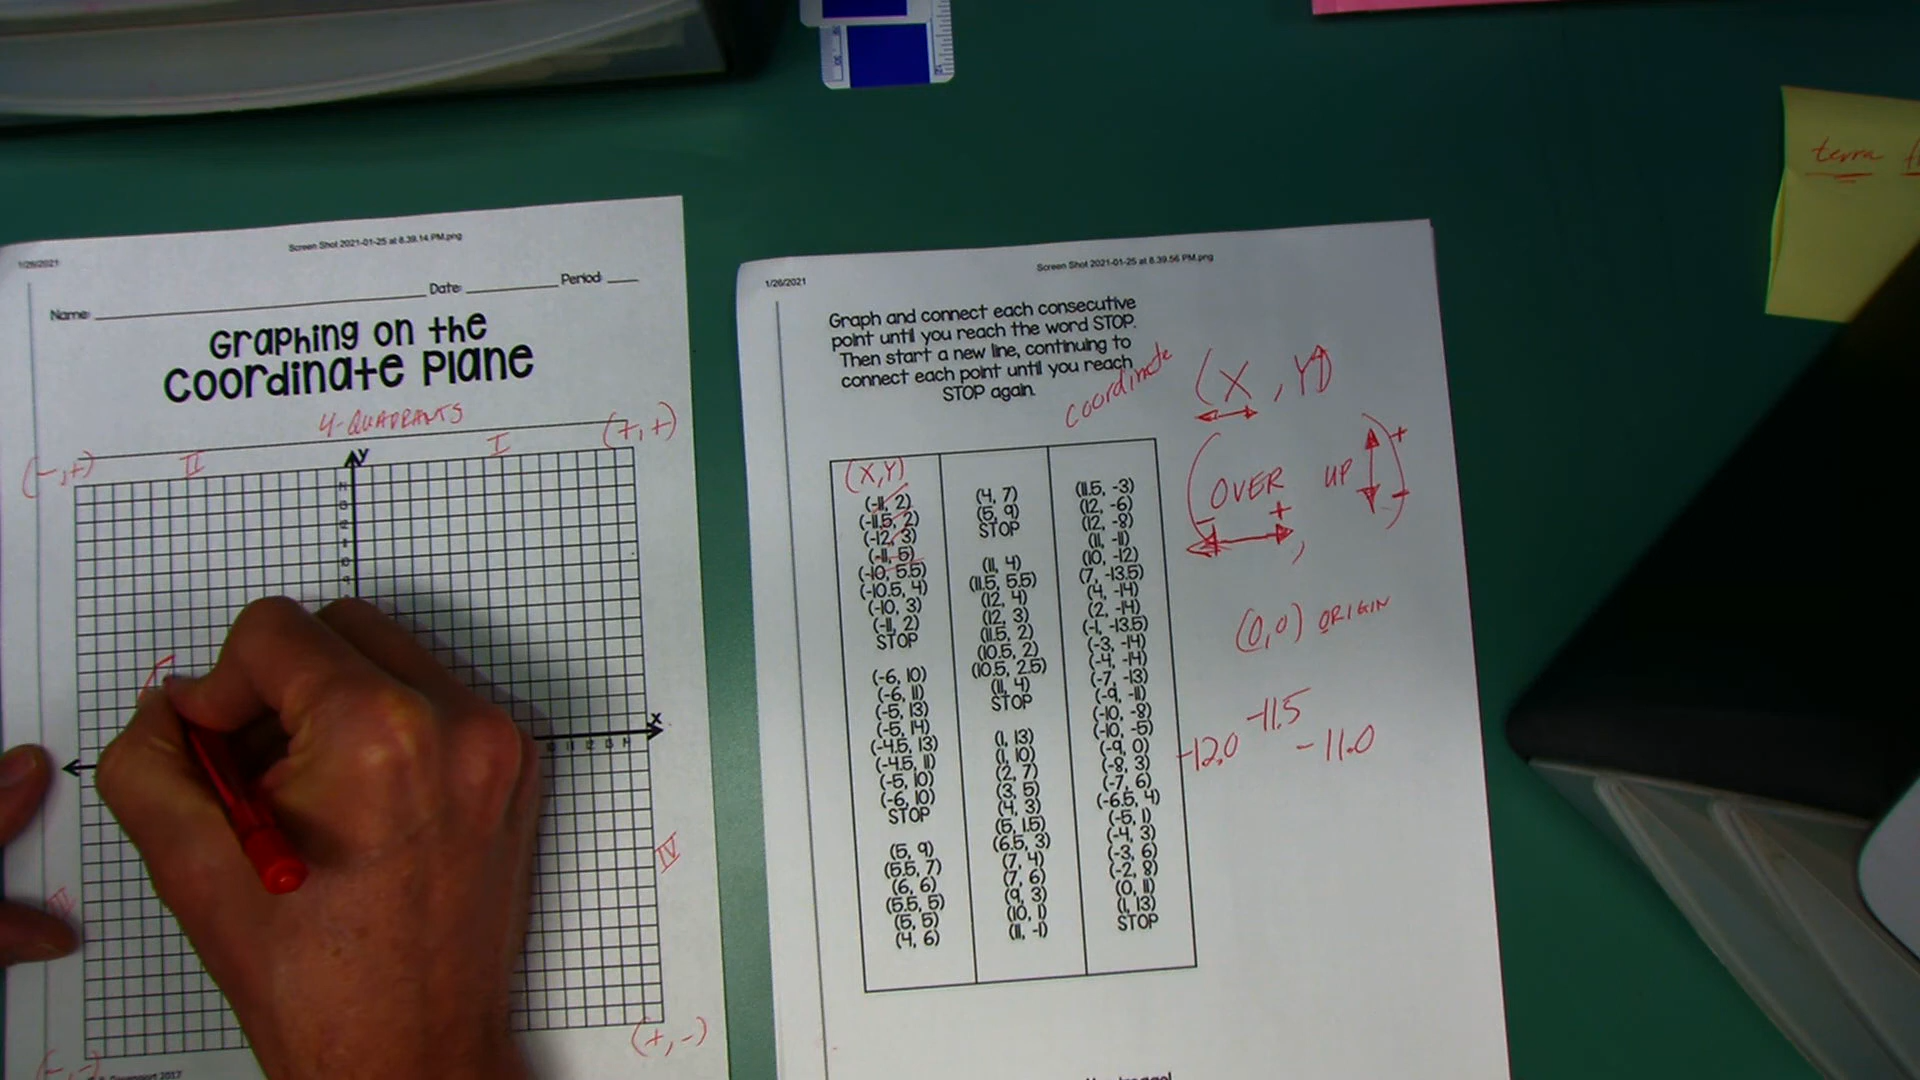 1/26/2021
Screen Shot 2021-01-25 at 8.39.14 PM.png
Name: Date: Period:
Graphing on the
Coordinate Plane
4-QUADRANTS
(-,+) II I (+,+)
y
x
III
IV
(-,-)
(+,-)
2017
1/26/2021
Screen Shot 2021-01-25 at 8.39.56 PM.png
Graph and connect each consecutive
point until you reach the word STOP.
Then start a new line, continuing to
connect each point until you reach
STOP again.
coordinate
(X,Y)
(-11, 2)
(-11.5, 2)
(-12, 3)
(-11, 5)
(-10, 5.5)
(-10.5, 4)
(-10, 3)
(-11, 2)
STOP
(-6, 10)
(-6, 11)
(-5, 13)
(-5, 14)
(-4.5, 13)
(-4.5, 11)
(-5, 10)
(-6, 10)
STOP
(5, 9)
(5.5, 7)
(6, 6)
(5.5, 5)
(5, 5)
(4, 6)
(4, 7)
(5, 9)
STOP
(11, 4)
(11.5, 5.5)
(12, 4)
(12, 3)
(11.5, 2)
(10.5, 2)
(10.5, 2.5)
(11, 4)
STOP
(1, 13)
(1, 10)
(2, 7)
(3, 5)
(4, 3)
(5, 1.5)
(6.5, 3)
(7, 4)
(7, 6)
(9, 3)
(10, 1)
(11, -1)
(11.5, -3)
(12, -6)
(12, -8)
(11, -11)
(10, -12)
(7, -13.5)
(4, -14)
(2, -14)
(-1, -13.5)
(-3, -14)
(-4, -14)
(-7, -13)
(-9, -11)
(-10, -8)
(-10, -5)
(-9, 0)
(-8, 3)
(-7, 6)
(-6.5, 4)
(-5, 1)
(-4, 3)
(-3, 6)
(-2, 8)
(0, 11)
(1, 13)
STOP
(X, Y)
(OVER, UP)
+
-
+
-
(0,0) ORIGIN
-12.0 -11.5 -11.0
terra